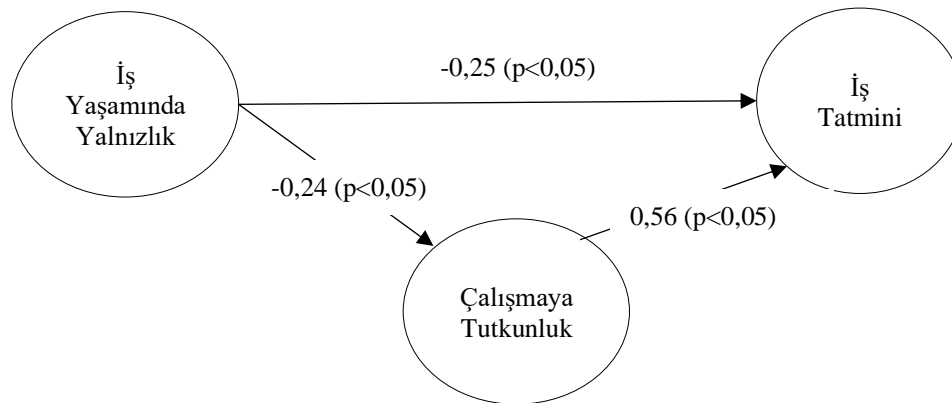 İş
Yaşamında
Yalnızlık
-0,25 (p<0,05)
İş
Tatmini
-0,24 (p<0,05)
0,56 (p<0,05)
Çalışmaya
Tutkunluk